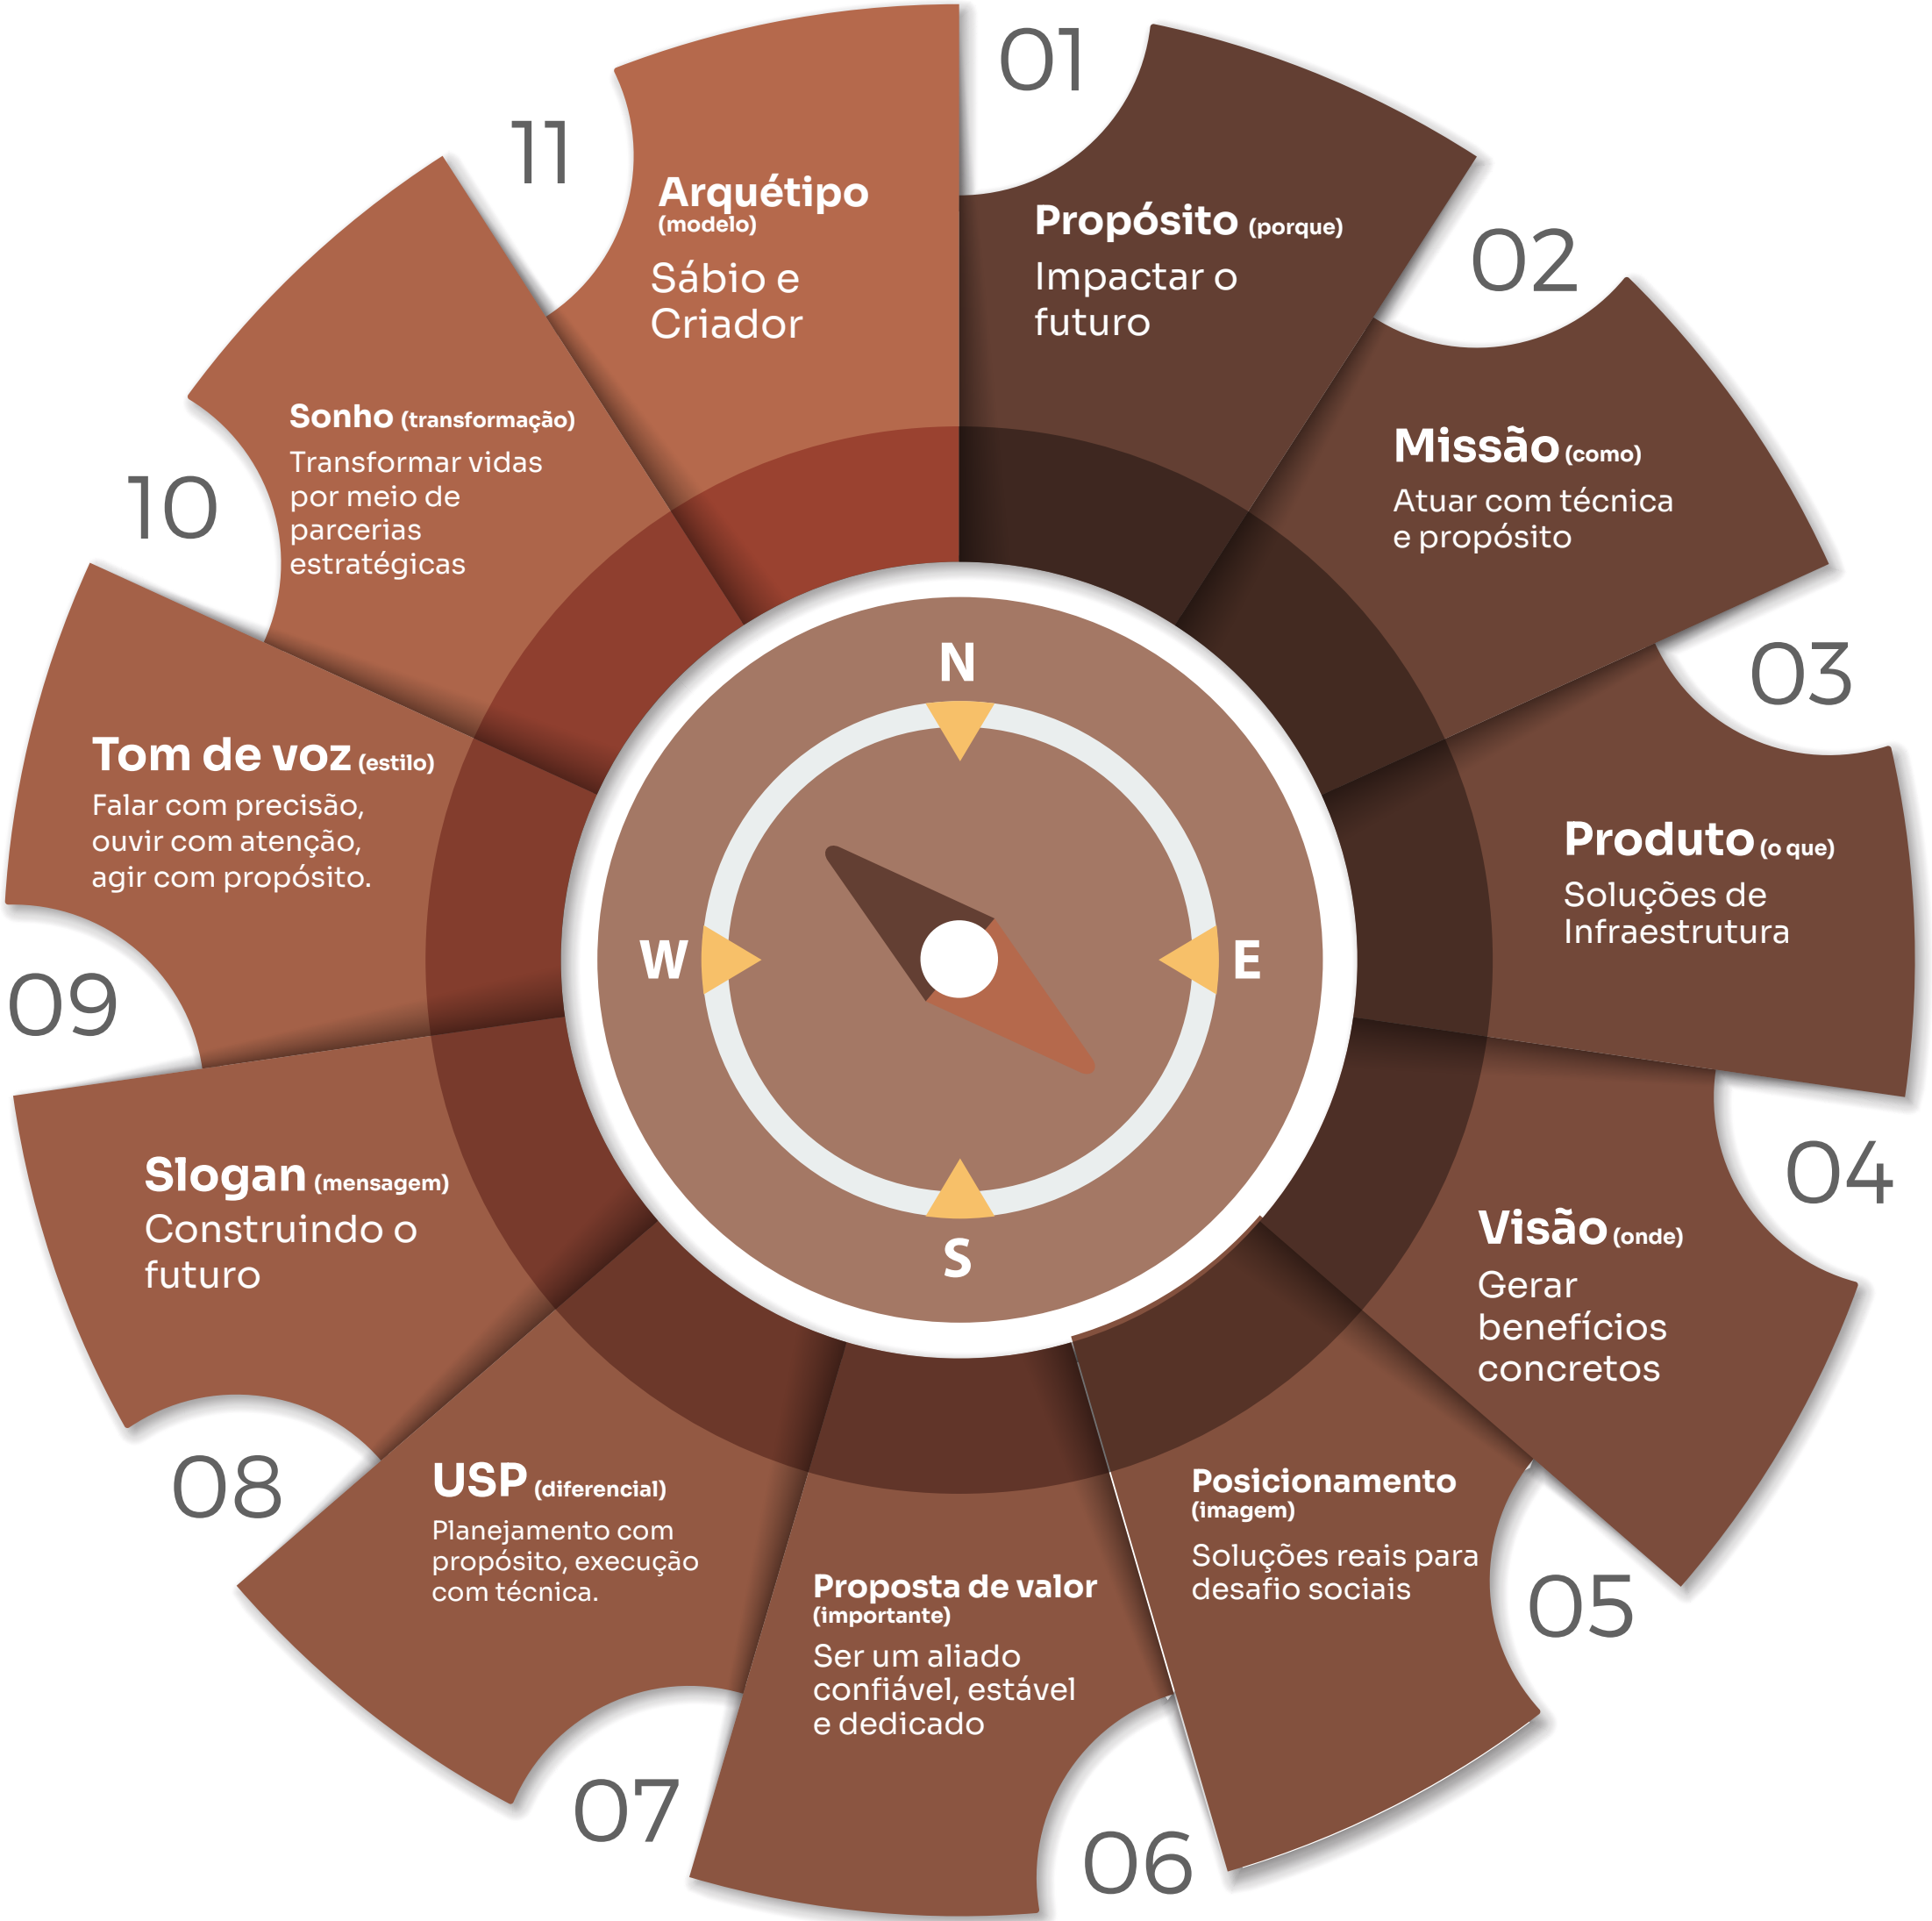 01
Propósito (porque)
Impactar o
futuro
02
Missão (como)
Atuar com técnica
e propósito
03
Produto (o que)
Soluções de
Infraestrutura
04
Visão (onde)
Gerar
benefícios
concretos
05
Posicionamento
(imagem)
Soluções reais para
desafio sociais
06
Proposta de valor
(importante)
Ser um aliado
confiável, estável
e dedicado
07
USP (diferencial)
Planejamento com
propósito, execução
com técnica.
08
Slogan (mensagem)
Construindo o
futuro
09
Tom de voz (estilo)
Falar com precisão,
ouvir com atenção,
agir com propósito.
10
Sonho (transformação)
Transformar vidas
por meio de
parcerias
estratégicas
11
Arquétipo
(modelo)
Sábio e
Criador
N
W
E
S